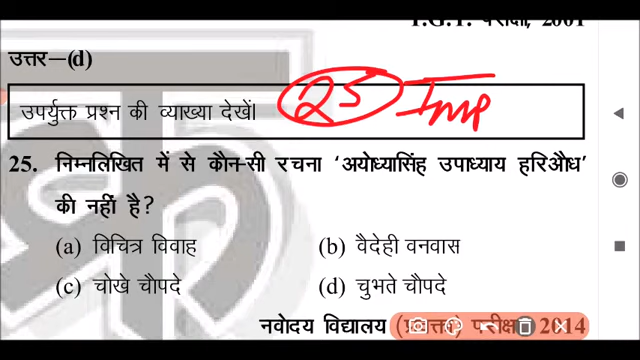 T.G.T. परीक्षा, 2001
उत्तर–(d)
उपर्युक्त प्रश्न की व्याख्या देखें।
25 Imp
25. निम्नलिखित में से कौन-सी रचना 'अयोध्यासिंह उपाध्याय हरिऔध'
की नहीं है?
(a) विचित्र विवाह (b) वैदेही वनवास
(c) चोखे चौपदे (d) चुभते चौपदे
नवोदय विद्यालय (प्रवक्ता) परीक्षा 2014